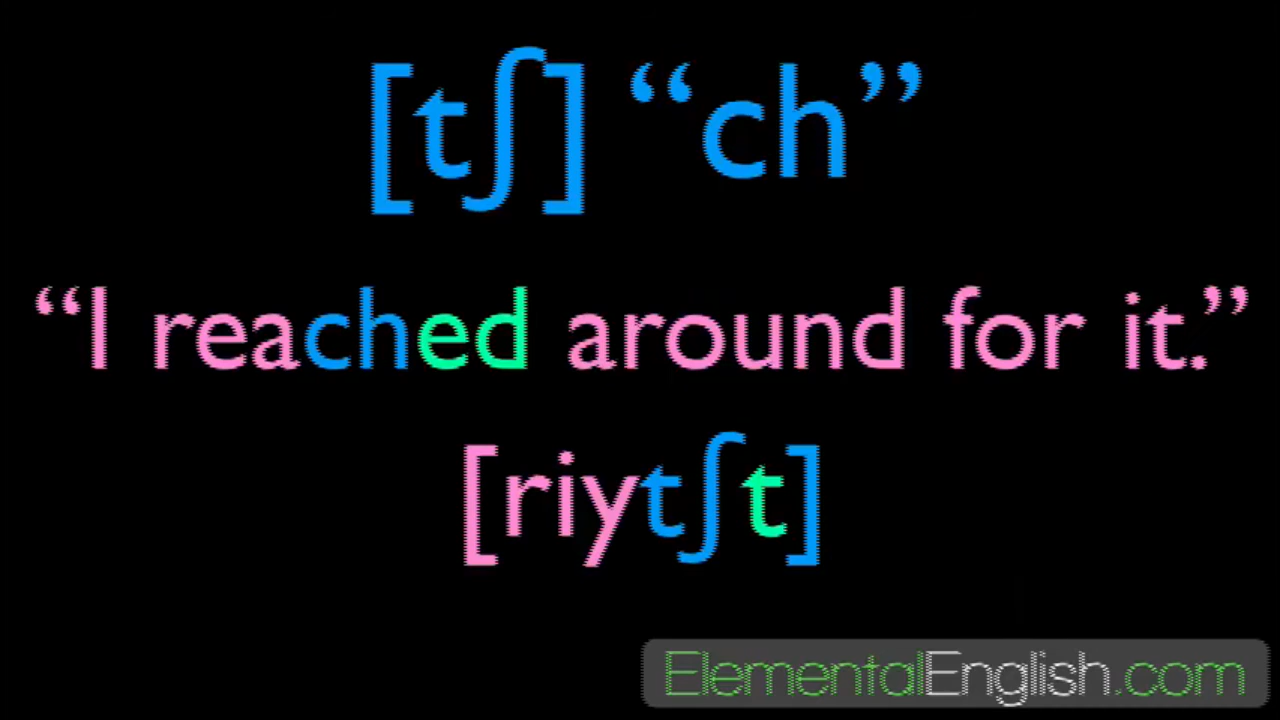 [tʃ] “ch”
“I reached around for it.”
[riytʃt]
ElementalEnglish.com